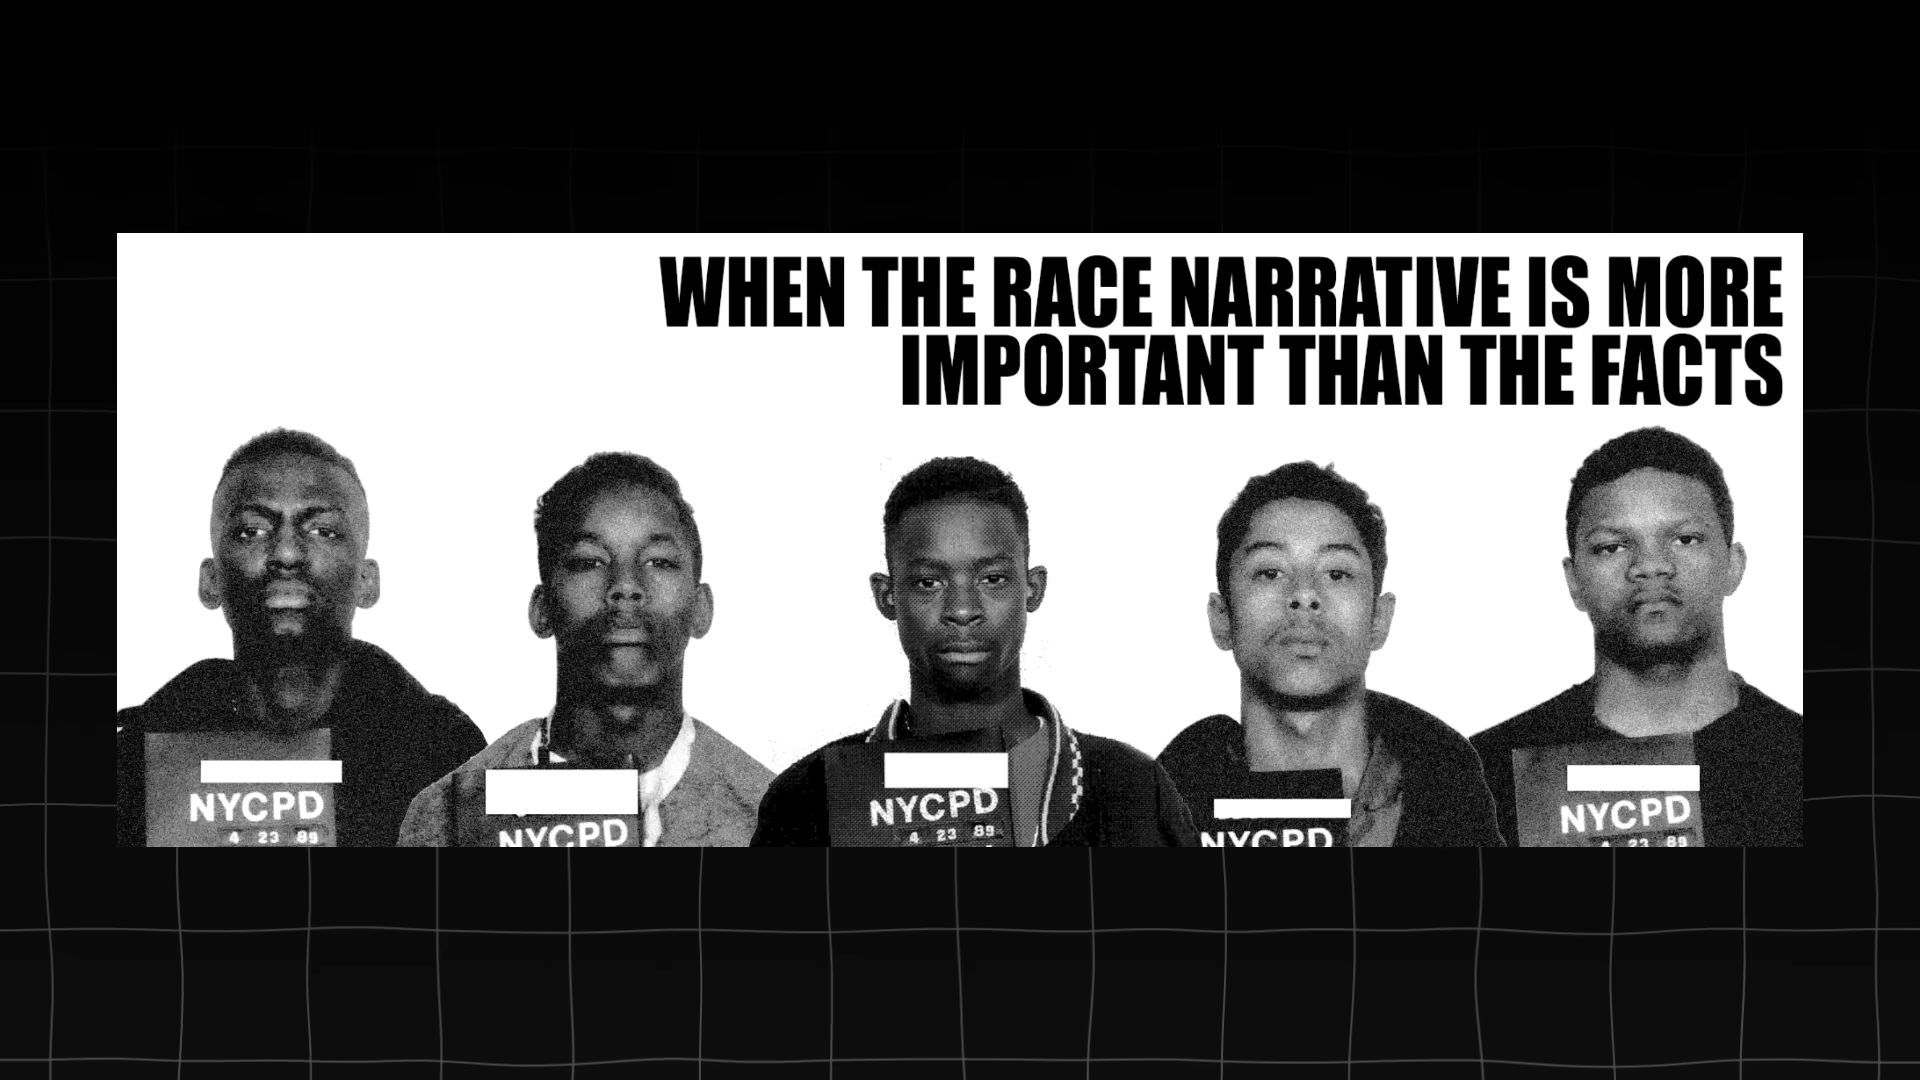 WHEN THE RACE NARRATIVE IS MORE
IMPORTANT THAN THE FACTS
NYCPD
4 23 89
NYCPD
NYCPD
4 23 89
NYCPD
NYCPD
4 23 89